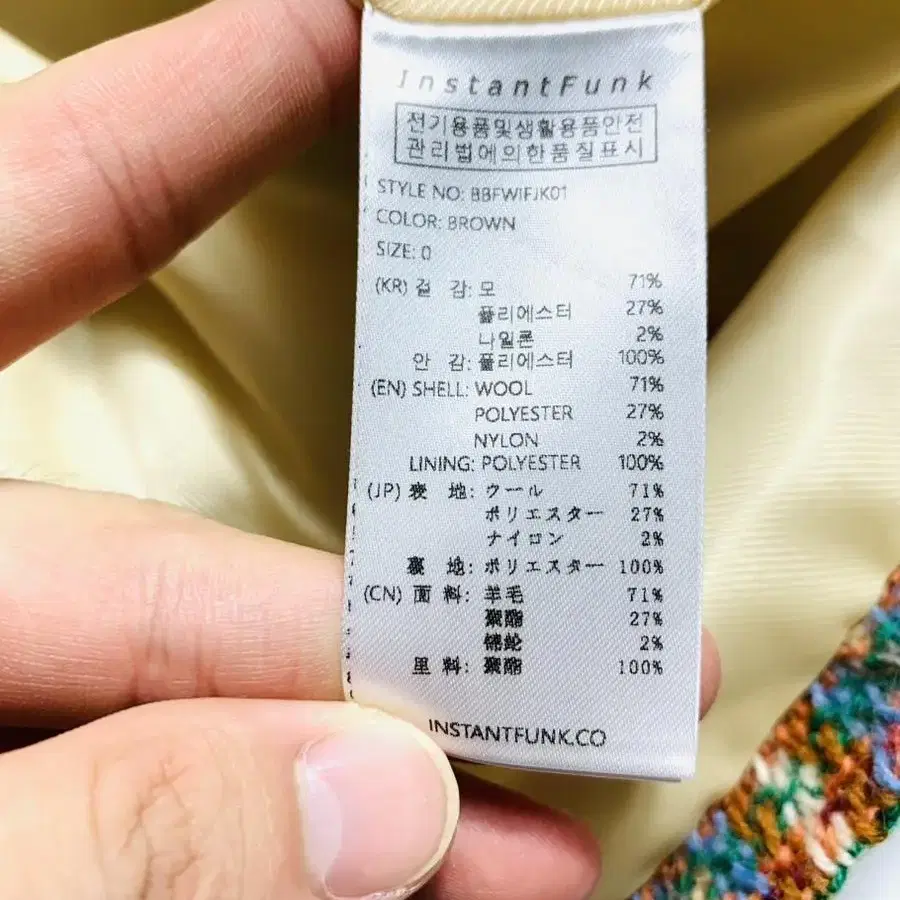 InstantFunk
전기용품및생활용품안전
관리법에의한품질표시
STYLE NO: BBFWIFJK01
COLOR: BROWN
SIZE: 0
(KR) 겉 감: 모 71%
폴리에스터 27%
나일론 2%
안 감: 폴리에스터 100%
(EN) SHELL: WOOL 71%
POLYESTER 27%
NYLON 2%
LINING: POLYESTER 100%
(JP) 表 地: ウール 71%
ポリエスター 27%
ナイロン 2%
裏 地: ポリエスター 100%
(CN) 面 料: 羊毛 71%
聚酯 27%
锦纶 2%
里 料: 聚酯 100%
INSTANTFUNK.CO